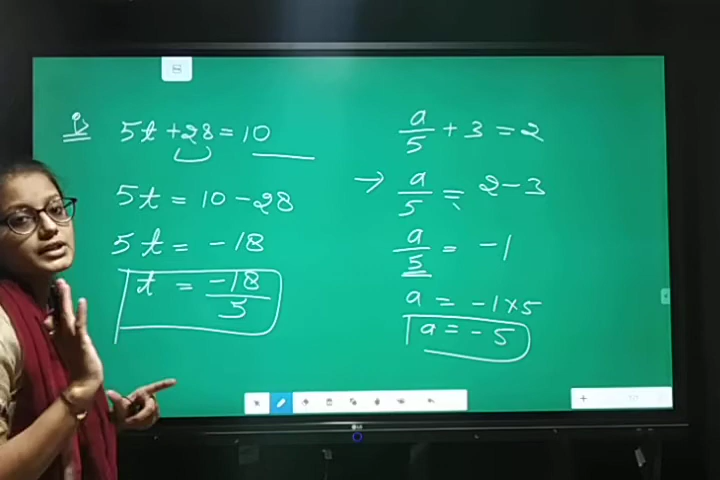 i> 5t + 28 = 10
5t = 10 - 28
5t = -18
t = -18/5
a/5 + 3 = 2
→ a/5 = 2 - 3
a/5 = -1
a = -1 × 5
a = -5
LG